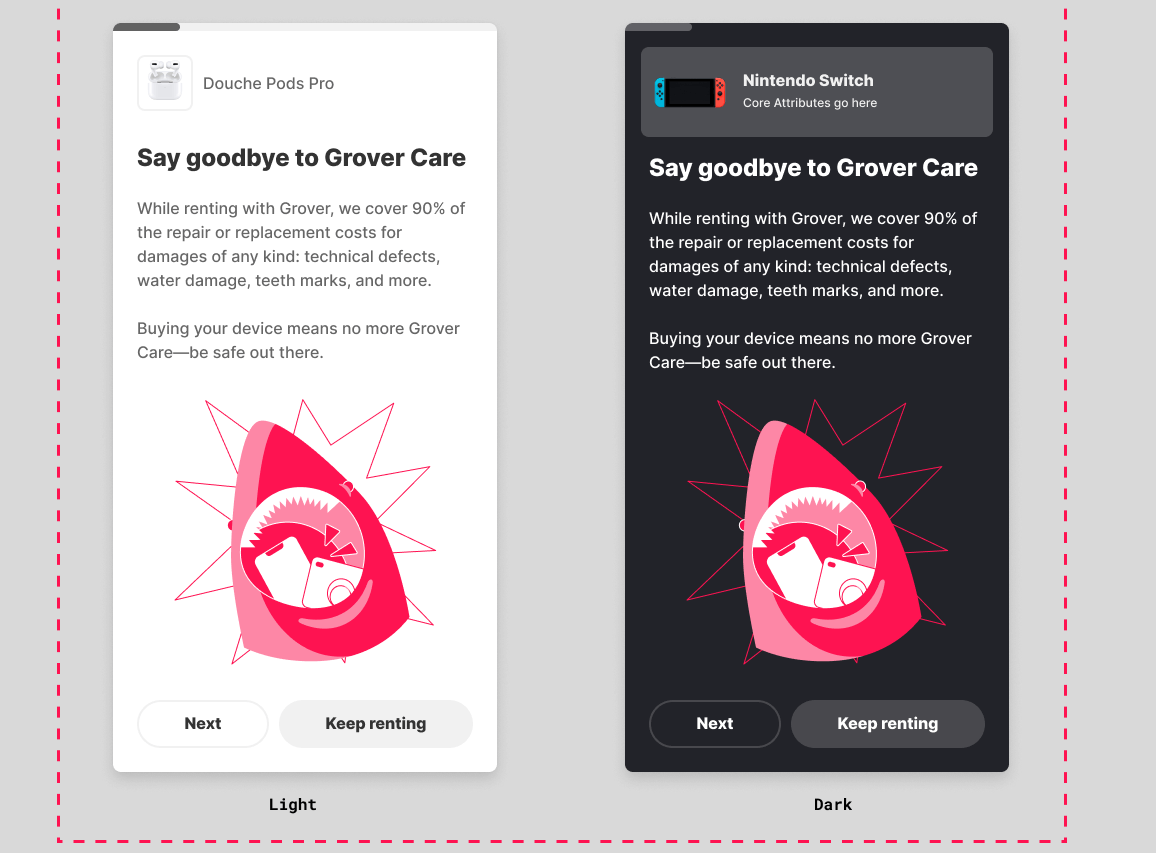 Douche Pods Pro
Say goodbye to Grover Care
While renting with Grover, we cover 90% of
the repair or replacement costs for
damages of any kind: technical defects,
water damage, teeth marks, and more.
Buying your device means no more Grover
Care—be safe out there.
Next
Keep renting
Light
Nintendo Switch
Core Attributes go here
Say goodbye to Grover Care
While renting with Grover, we cover 90% of
the repair or replacement costs for
damages of any kind: technical defects,
water damage, teeth marks, and more.
Buying your device means no more Grover
Care—be safe out there.
Next
Keep renting
Dark